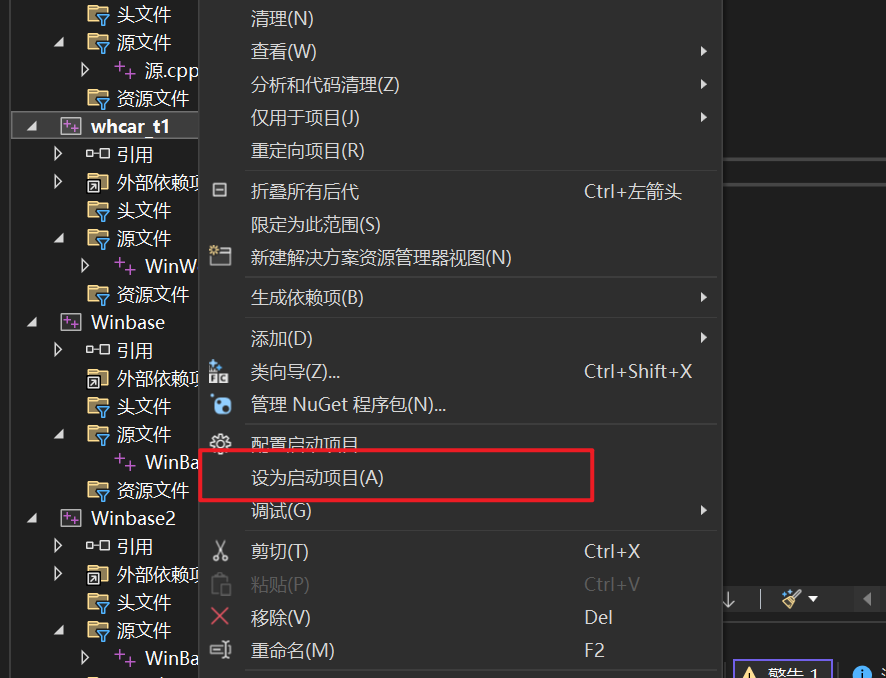 头文件
源文件
源.cpp
资源文件
whcar_t1
引用
外部依赖项
头文件
源文件
WinW
资源文件
Winbase
引用
外部依赖项
头文件
源文件
WinBa
资源文件
Winbase2
引用
外部依赖项
头文件
源文件
WinBa
清理(N)
查看(W)
分析和代码清理(Z)
仅用于项目(J)
重定向项目(R)
折叠所有后代 Ctrl+左箭头
限定为此范围(S)
新建解决方案资源管理器视图(N)
生成依赖项(B)
添加(D)
类向导(Z)... Ctrl+Shift+X
管理 NuGet 程序包(N)...
配置启动项目
设为启动项目(A)
调试(G)
剪切(T) Ctrl+X
粘贴(P) Ctrl+V
移除(V) Del
重命名(M) F2
警告 1